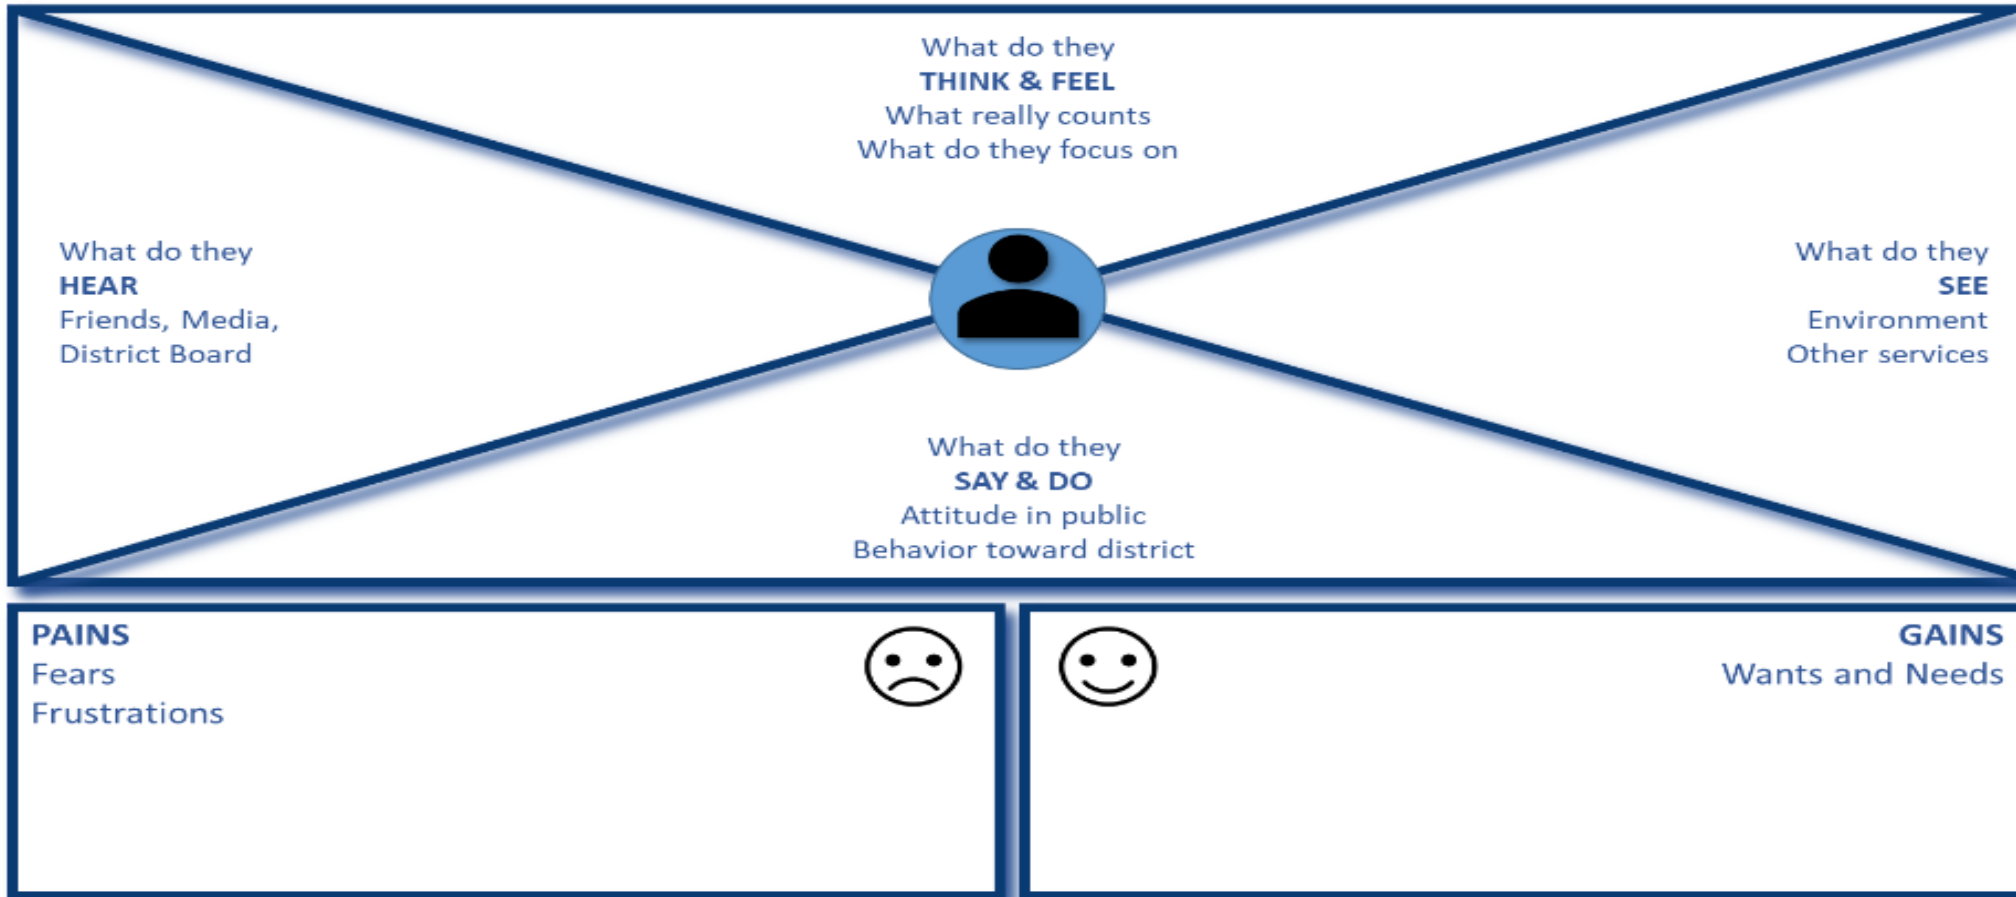 What do they
THINK & FEEL
What really counts
What do they focus on
What do they
HEAR
Friends, Media,
District Board
What do they
SEE
Environment
Other services
What do they
SAY & DO
Attitude in public
Behavior toward district
PAINS
Fears
Frustrations
GAINS
Wants and Needs